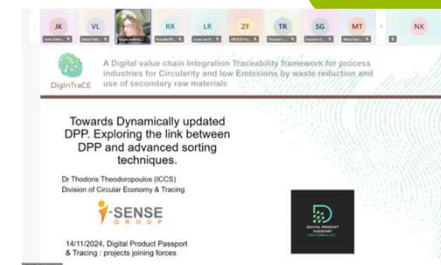 JK
VL
RR
LR
ZF
TR
SG
MT
NK
A Digital value chain Integration Traceability framework for process
industries for Circularity and low Emissions by waste reduction and
use of secondary raw materials
DigInTraCE
Towards Dynamically updated
DPP. Exploring the link between
DPP and advanced sorting
techniques.
Dr Thodoris Theodoropoulos (ICCS)
Division of Circular Economy & Tracing
i-SENSE
GROUP
DIGITAL PRODUCT
PASSPORT
14/11/2024, Digital Product Passport
& Tracing : projects joining forces